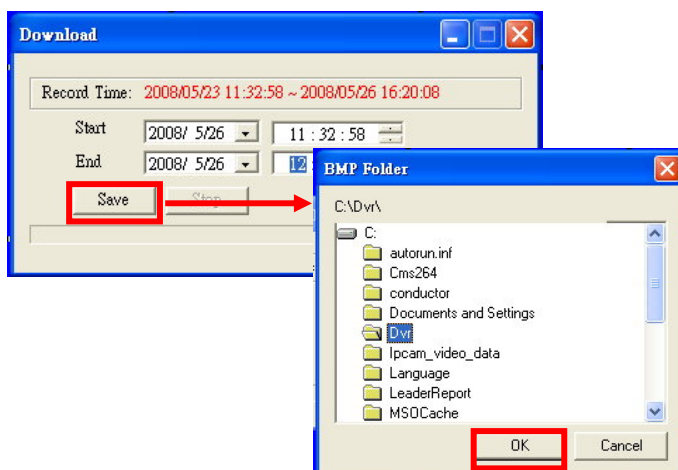 Download
Record Time: 2008/05/23 11:32:58 ~ 2008/05/26 16:20:08
Start 2008/ 5/26 11 : 32 : 58
End 2008/ 5/26 12
Save Stop
BMP Folder
C:\Dvr\
C:
autorun.inf
Cms264
conductor
Documents and Settings
Dvr
Ipcam_video_data
Language
LeaderReport
MSOCache
OK Cancel